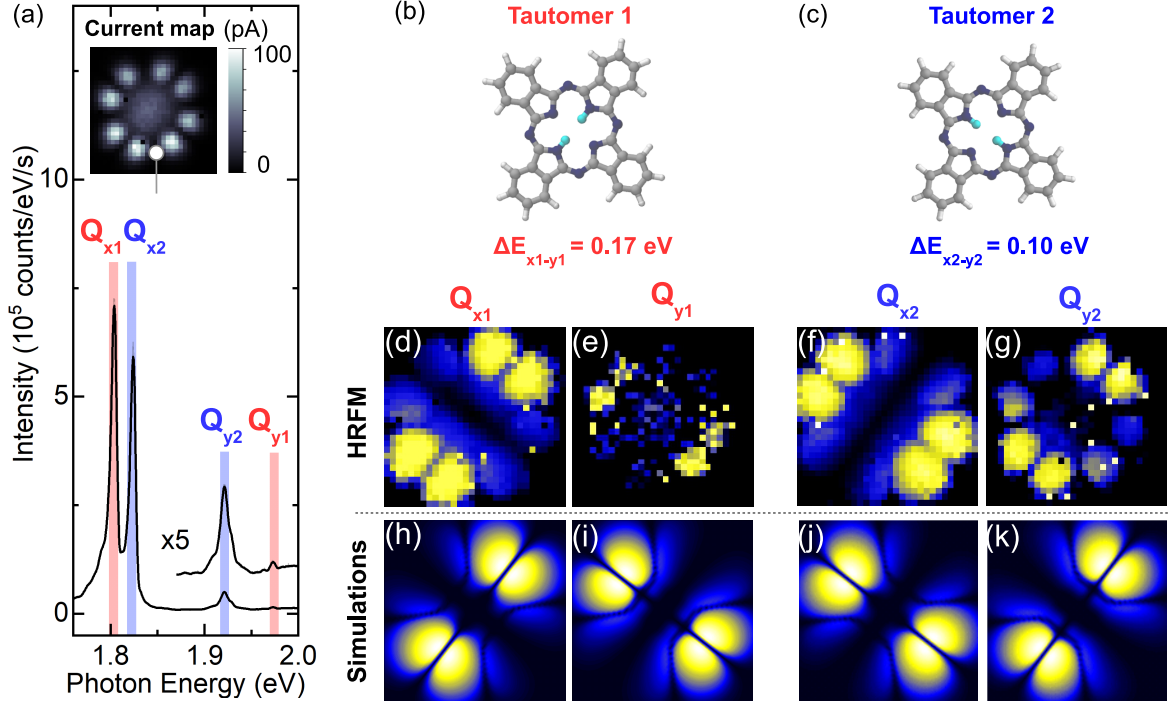 (a)
Current map (pA)
100
0
Intensity (10⁵ counts/eV/s)
10
5
0
Qx1
Qx2
Qy2
Qy1
x5
1.8
1.9
2.0
Photon Energy (eV)
(b)
Tautomer 1
ΔEx1-y1 = 0.17 eV
(c)
Tautomer 2
ΔEx2-y2 = 0.10 eV
Qx1
Qy1
Qx2
Qy2
HRFM
(d)
(e)
(f)
(g)
Simulations
(h)
(i)
(j)
(k)